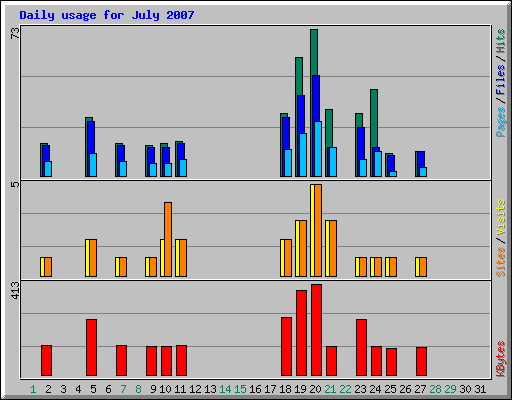 Daily usage for July 2007
73
Pages / Files / Hits
5
Sites / Visits
413
KBytes
1 2 3 4 5 6 7 8 9 10 11 12 13 14 15 16 17 18 19 20 21 22 23 24 25 26 27 28 29 30 31